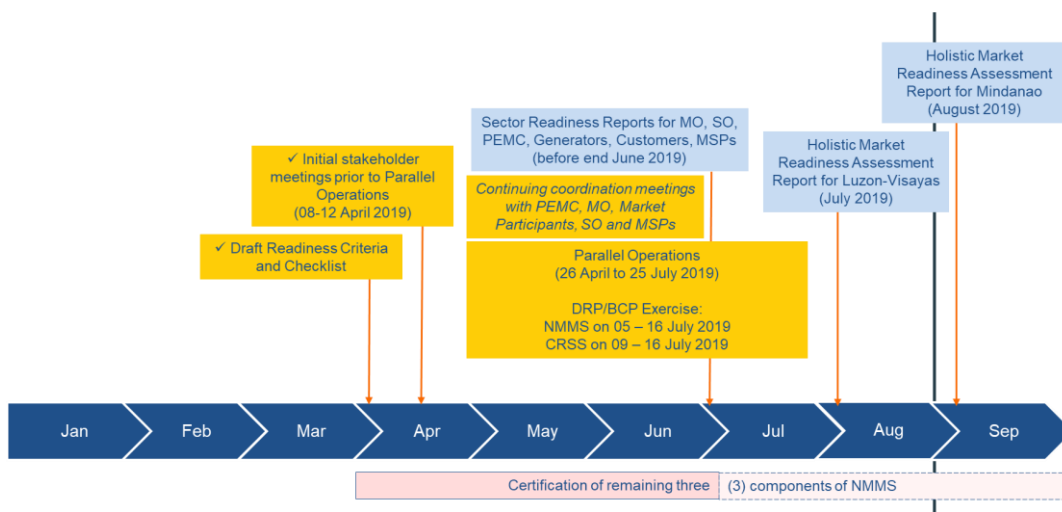 Holistic Market
Readiness Assessment
Report for Mindanao
(August 2019)
Sector Readiness Reports for MO, SO,
PEMC, Generators, Customers, MSPs
(before end June 2019)
Holistic Market
Readiness Assessment
Report for Luzon-Visayas
(July 2019)
✓ Initial stakeholder
meetings prior to Parallel
Operations
(08-12 April 2019)
Continuing coordination meetings
with PEMC, MO, Market
Participants, SO and MSPs
✓ Draft Readiness Criteria
and Checklist
Parallel Operations
(26 April to 25 July 2019)
DRP/BCP Exercise:
NMMS on 05 – 16 July 2019
CRSS on 09 – 16 July 2019
Jan Feb Mar Apr May Jun Jul Aug Sep
Certification of remaining three (3) components of NMMS